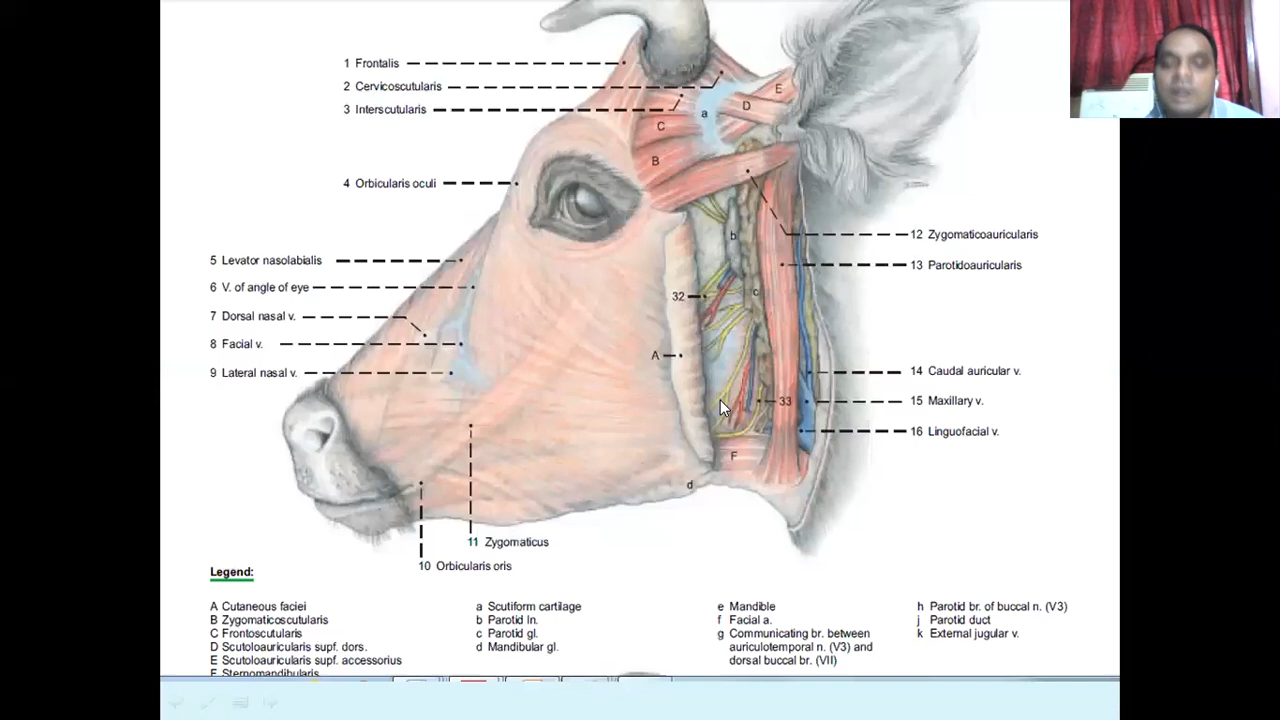 1 Frontalis
2 Cervicoscutularis
3 Interscutularis
E
D
a
C
B
4 Orbicularis oculi
b
12 Zygomaticoauricularis
5 Levator nasolabialis
13 Parotidoauricularis
6 V. of angle of eye
c
32
7 Dorsal nasal v.
8 Facial v.
A
9 Lateral nasal v.
14 Caudal auricular v.
33
15 Maxillary v.
16 Linguofacial v.
F
d
11 Zygomaticus
10 Orbicularis oris
Legend:
A Cutaneous faciei
B Zygomaticoscutularis
C Frontoscutularis
D Scutuloauricularis supf. dors.
E Scutuloauricularis supf. accessorius
F Sternomandibularis
a Scutiform cartilage
b Parotid ln.
c Parotid gl.
d Mandibular gl.
e Mandible
f Facial a.
g Communicating br. between
auriculotemporal n. (V3) and
dorsal buccal br. (VII)
h Parotid br. of buccal n. (V3)
j Parotid duct
k External jugular v.